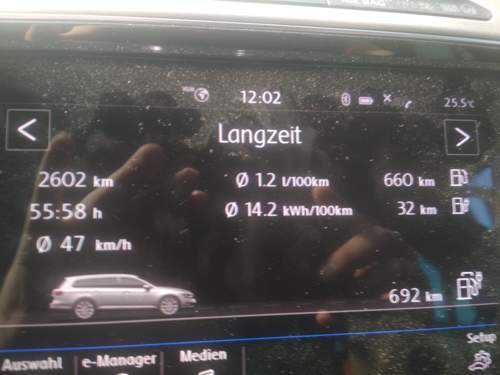 12:02
25.5°C
Langzeit
2602 km Ø 1.2 l/100km 660 km
55:58 h Ø 14.2 kWh/100km 32 km
Ø 47 km/h
692 km
Setup
Auswahl e-Manager Medien